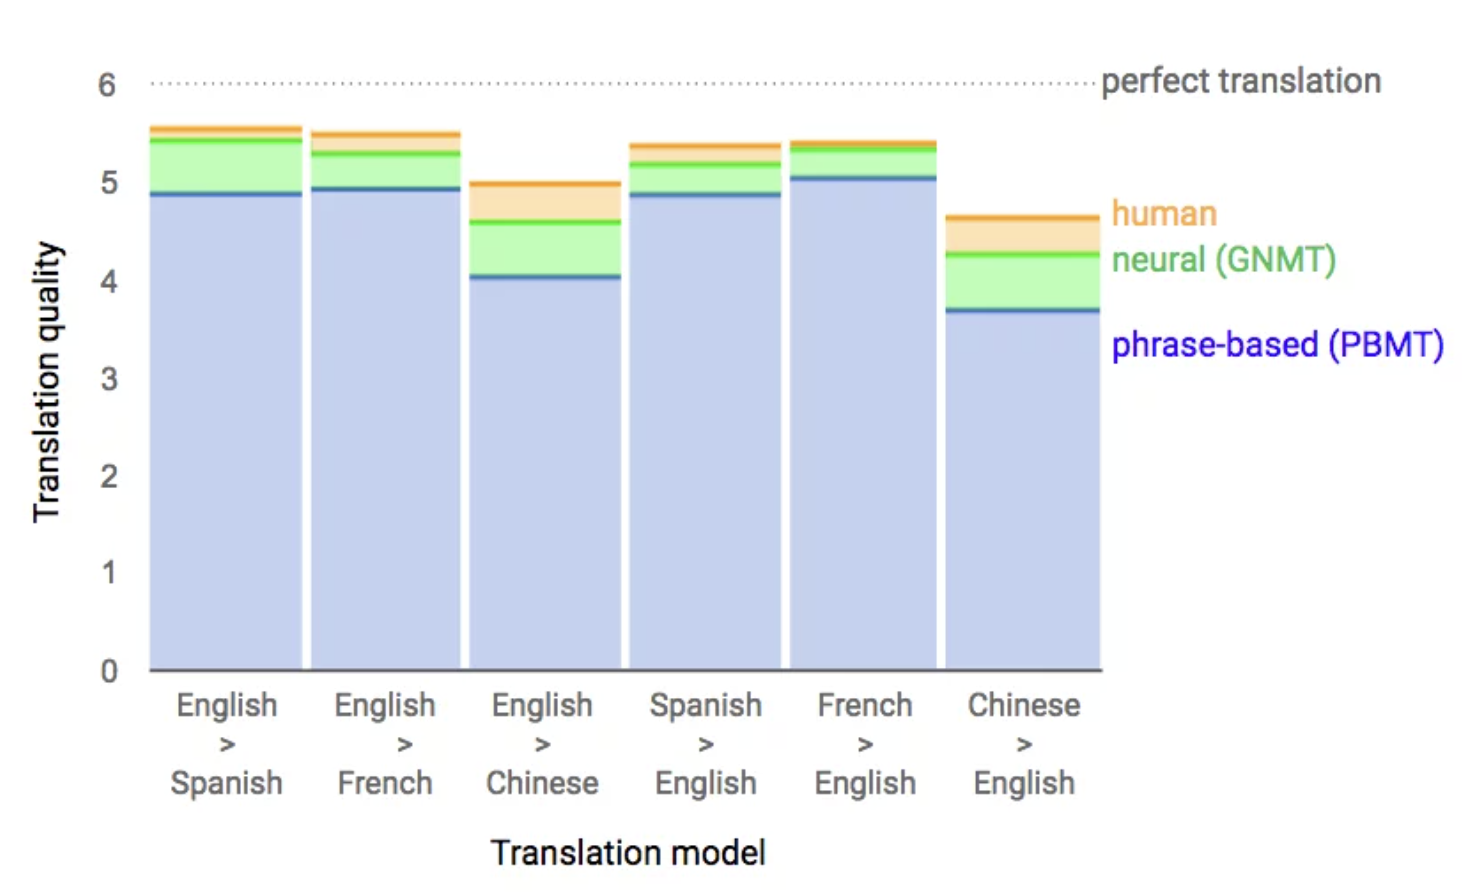 6
perfect translation
5
human
neural (GNMT)
4
phrase-based (PBMT)
3
2
1
0
Translation quality
English > Spanish
English > French
English > Chinese
Spanish > English
French > English
Chinese > English
Translation model